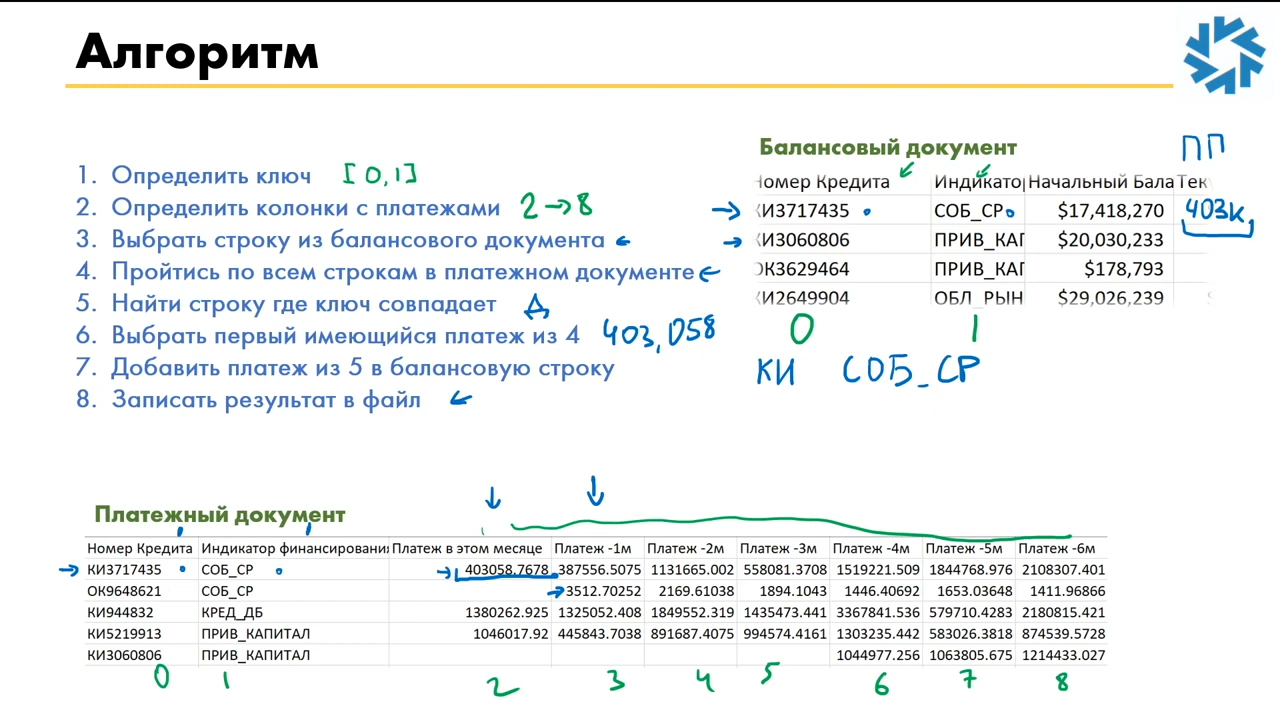 Алгоритм
1. Определить ключ [0,1]
2. Определить колонки с платежами 2→8
3. Выбрать строку из балансового документа
4. Пройтись по всем строкам в платежном документе
5. Найти строку где ключ совпадает Д
6. Выбрать первый имеющийся платеж из 4 403,058
7. Добавить платеж из 5 в балансовую строку
8. Записать результат в файл
Балансовый документ ПП
Номер Кредита Индикатор Начальный Бала Теку
КИ3717435 СОБ_СР $17,418,270 403к
КИ3060806 ПРИВ_КАП $20,030,233
ОК3629464 ПРИВ_КАП $178,793
КИ2649904 ОБЛ_РЫН $29,026,239
0 1
КИ СОБ_СР
Платежный документ
Номер Кредита Индикатор финансирования Платеж в этом месяце Платеж -1м Платеж -2м Платеж -3м Платеж -4м Платеж -5м Платеж -6м
КИ3717435 СОБ_СР 403058.7678 387556.5075 1131665.002 558081.3708 1519221.509 1844768.976 2108307.401
ОК9648621 СОБ_СР 3512.70252 2169.61038 1894.1043 1446.40692 1653.03648 1411.96866
КИ944832 КРЕД_ДБ 1380262.925 1325052.408 1849552.319 1435473.441 3367841.536 579710.4283 2180815.421
КИ5219913 ПРИВ_КАПИТАЛ 1046017.92 445843.7038 891687.4075 994574.4161 1303235.442 583026.3818 874539.5728
КИ3060806 ПРИВ_КАПИТАЛ 1044977.256 1063805.675 1214433.027
0 1 2 3 4 5 6 7 8